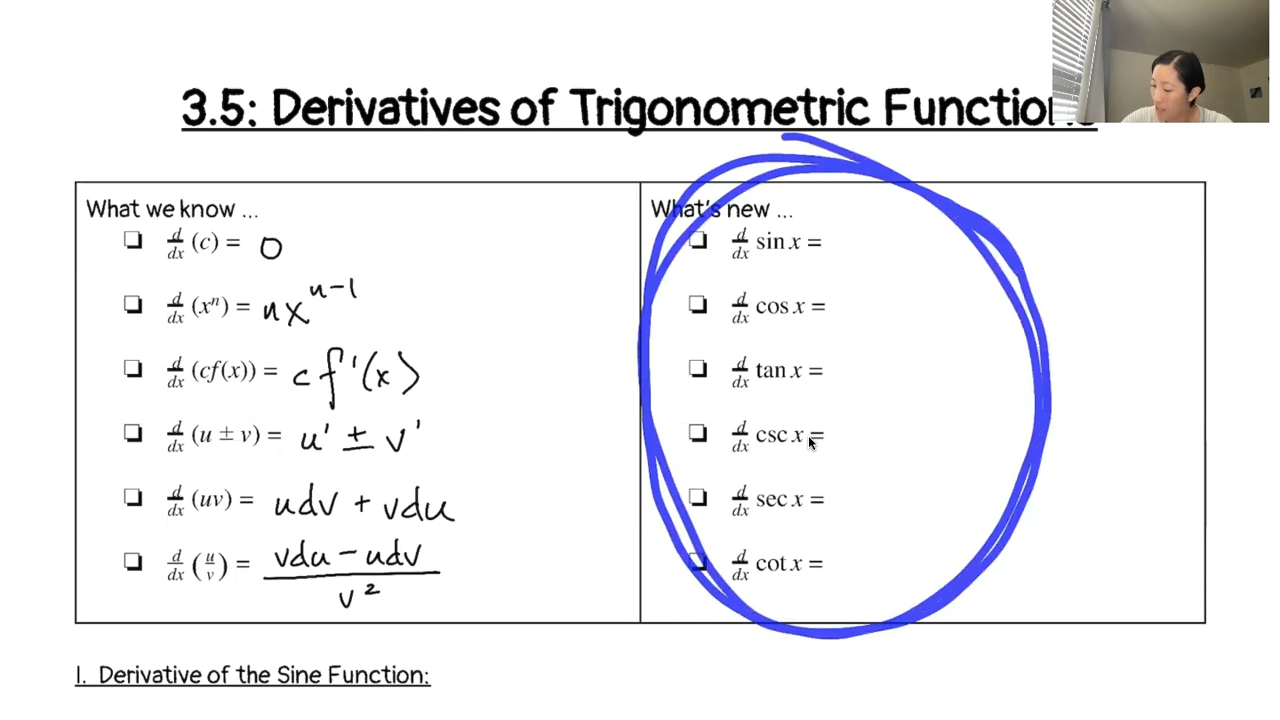 3.5: Derivatives of Trigonometric Functions
What we know ...
❏ d/dx (c) = 0
❏ d/dx (xⁿ) = nx^(n-1)
❏ d/dx (cf(x)) = cf'(x)
❏ d/dx (u ± v) = u' ± v'
❏ d/dx (uv) = udv + vdu
❏ d/dx (u/v) = (vdu - udv)/v²
What's new ...
❏ d/dx sin x =
❏ d/dx cos x =
❏ d/dx tan x =
❏ d/dx csc x =
❏ d/dx sec x =
❏ d/dx cot x =
I. Derivative of the Sine Function: